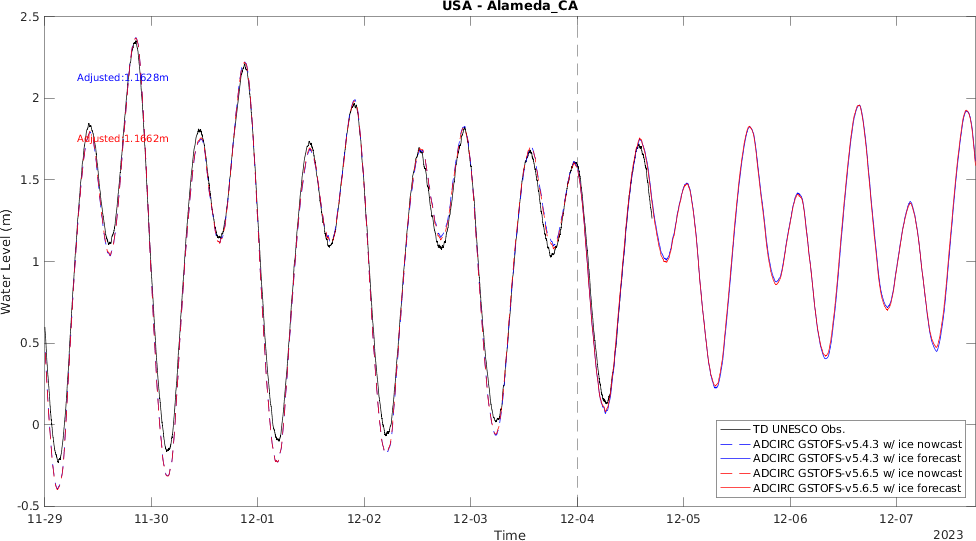 USA - Alameda_CA
2.5
2
1.5
1
0.5
0
-0.5
Water Level (m)
Adjusted:1.1628m
Adjusted:1.1662m
TD UNESCO Obs.
ADCIRC GSTOFS-v5.4.3 w/ ice nowcast
ADCIRC GSTOFS-v5.4.3 w/ ice forecast
ADCIRC GSTOFS-v5.6.5 w/ ice nowcast
ADCIRC GSTOFS-v5.6.5 w/ ice forecast
11-29 11-30 12-01 12-02 12-03 12-04 12-05 12-06 12-07
Time
2023